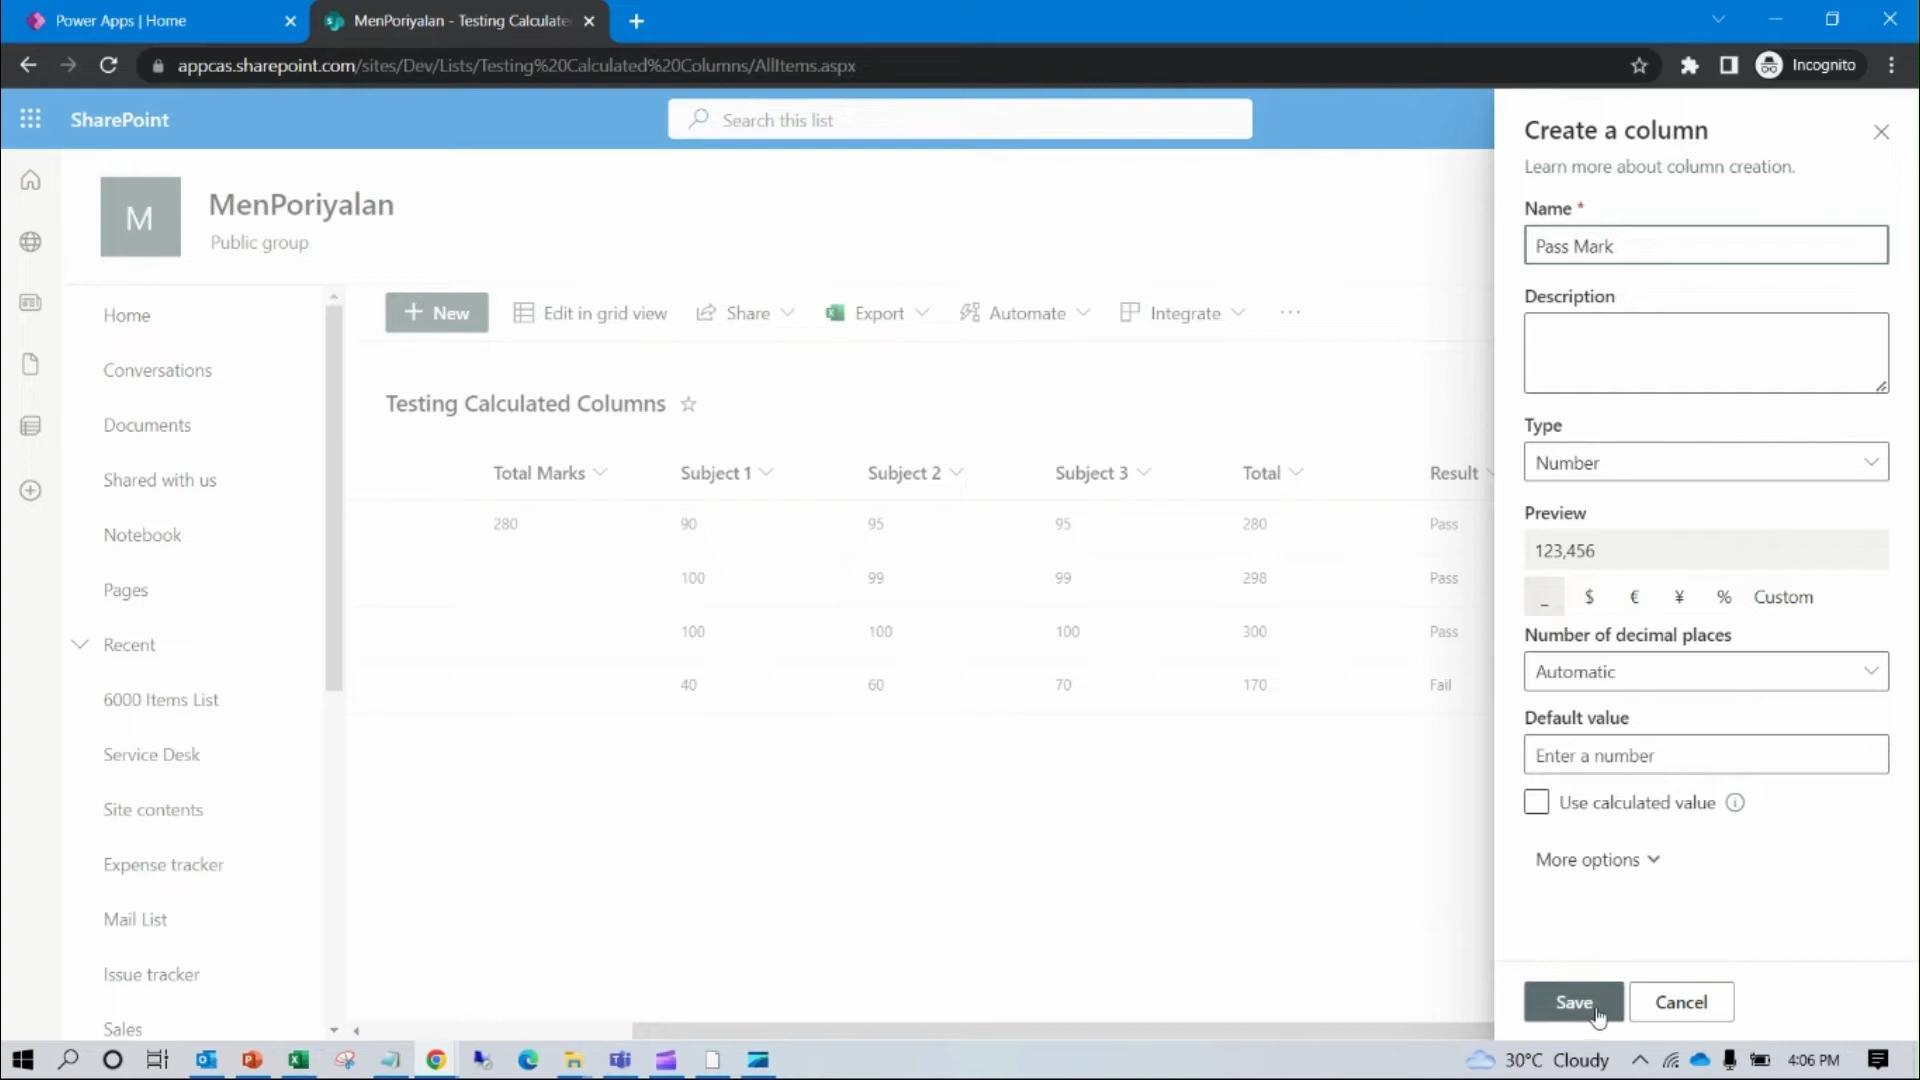 Power Apps | Home
MenPoriyalan - Testing Calculate
appcas.sharepoint.com/sites/Dev/Lists/Testing%20Calculated%20Columns/AllItems.aspx
Incognito
SharePoint
Search this list
M
MenPoriyalan
Public group
Home
Conversations
Documents
Shared with us
Notebook
Pages
Recent
6000 Items List
Service Desk
Site contents
Expense tracker
Mail List
Issue tracker
Sales
+ New Edit in grid view Share Export Automate Integrate ...
Testing Calculated Columns
Total Marks Subject 1 Subject 2 Subject 3 Total Result
280 90 95 95 280 Pass
100 99 99 298 Pass
100 100 100 300 Pass
40 60 70 170 Fail
Create a column
Learn more about column creation.
Name *
Pass Mark
Description
Type
Number
Preview
123,456
_ $ € ¥ % Custom
Number of decimal places
Automatic
Default value
Enter a number
Use calculated value
More options
Save Cancel
30°C Cloudy 4:06 PM